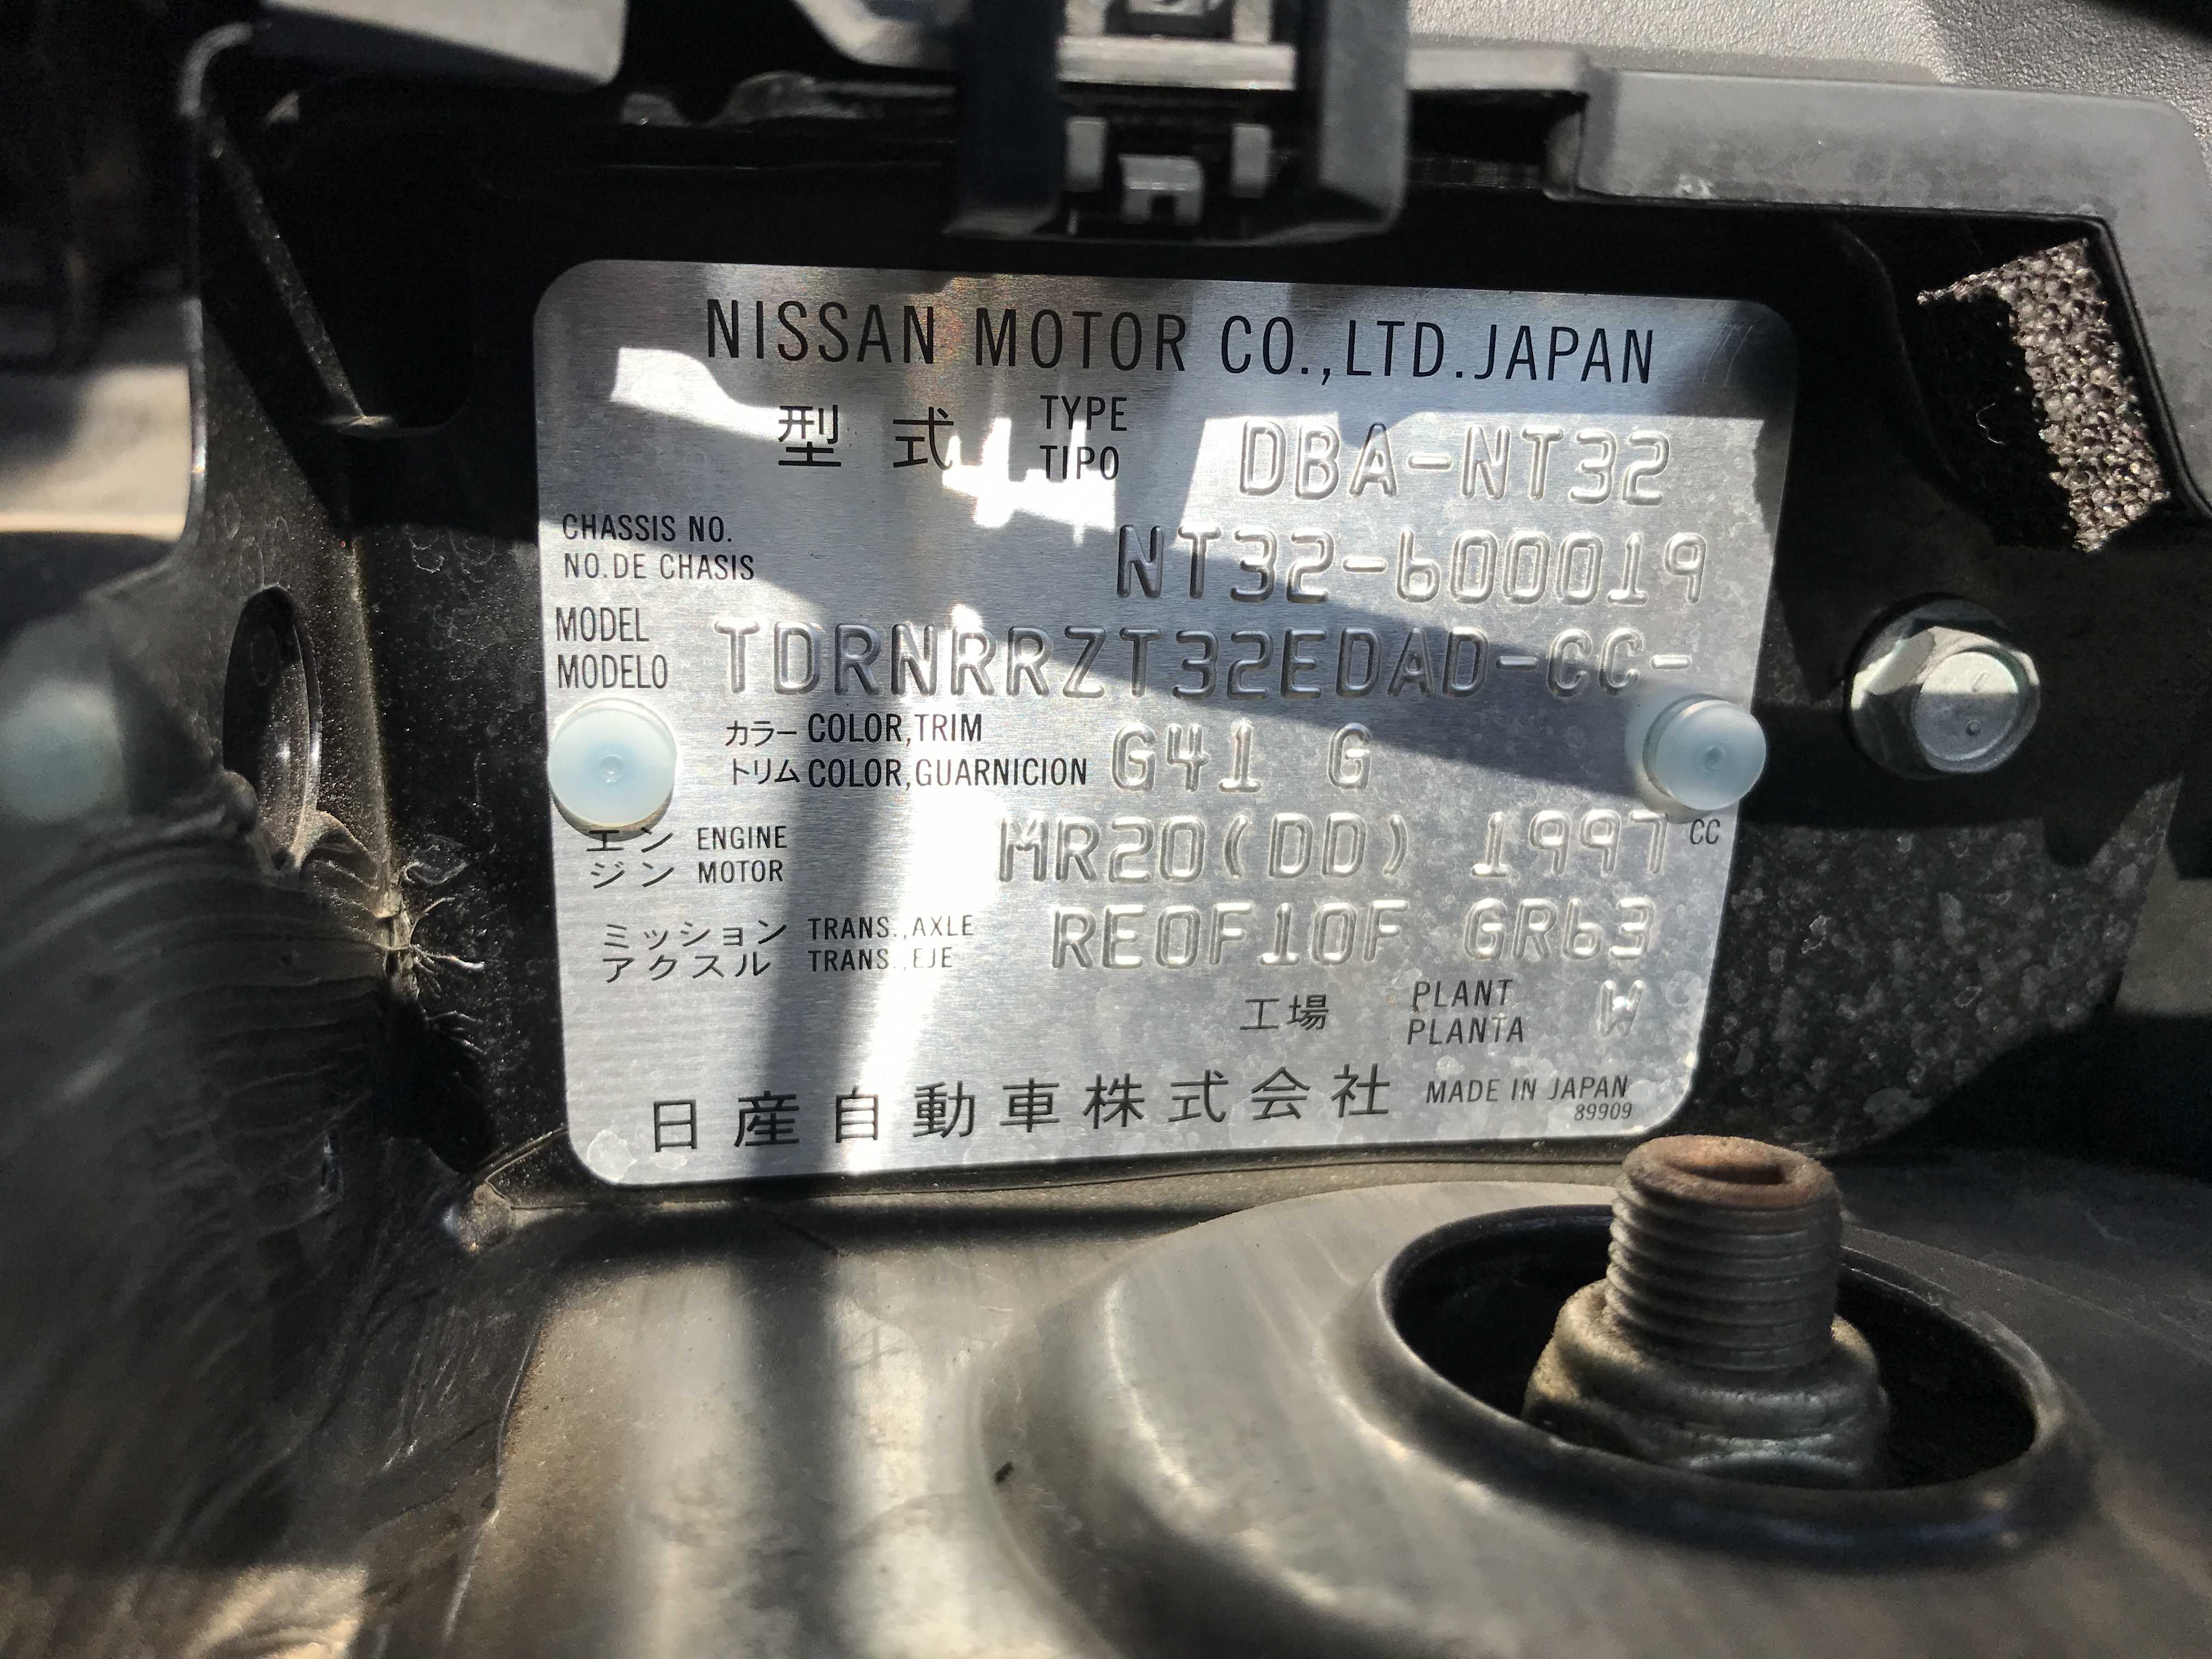 NISSAN MOTOR CO.,LTD.JAPAN
型 式 TYPE TIPO DBA-NT32
CHASSIS NO.
NO.DE CHASIS NT32-600019
MODEL
MODELO TDRNRRZT32EDAD-CC-
カラー COLOR,TRIM
トリム COLOR,GUARNICION G41 G
エン ENGINE
ジン MOTOR MR20(DD) 1997 CC
ミッション TRANS.,AXLE
アクスル TRANS.,EJE RE0F10F GR63
工場 PLANT PLANTA W
日産自動車株式会社 MADE IN JAPAN
89909